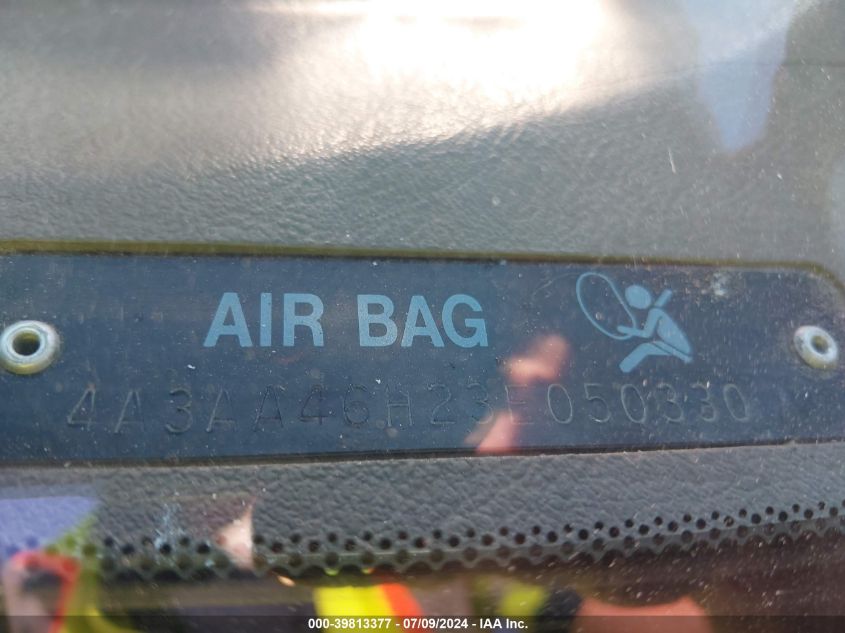 AIR BAG
4A3AA46H23E050330
000-39813377 - 07/09/2024 - IAA Inc.